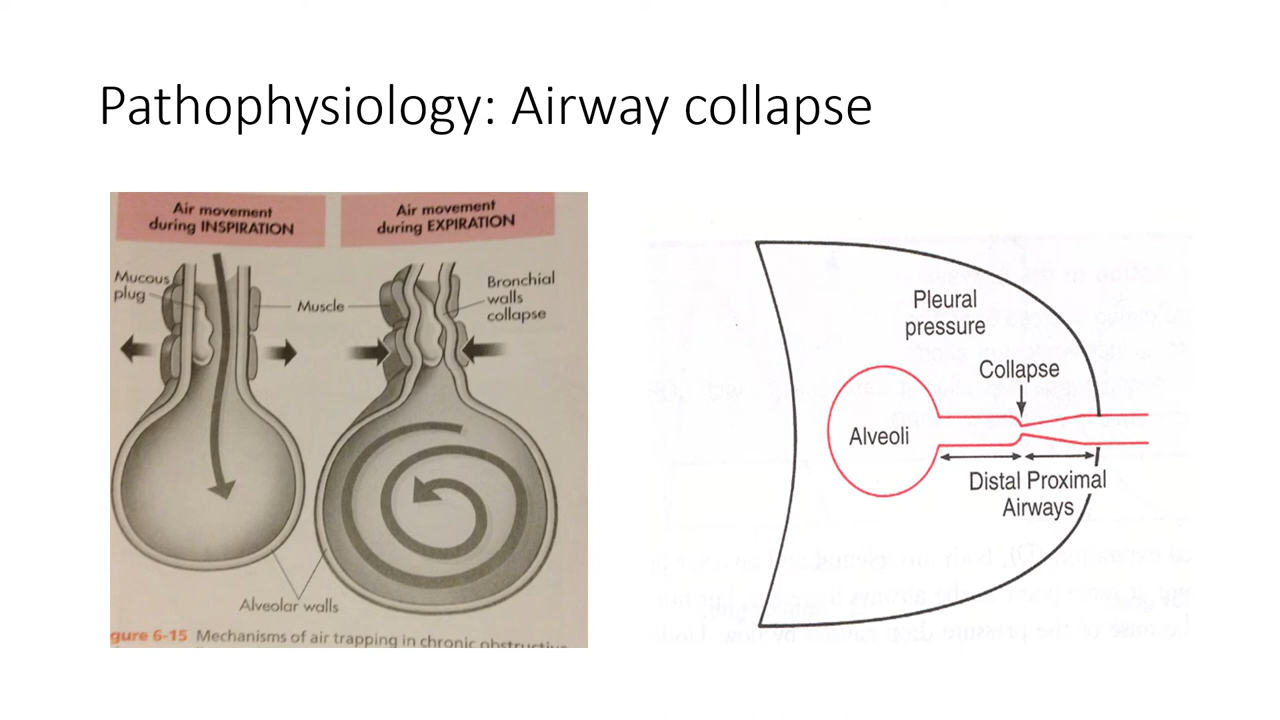 Pathophysiology: Airway collapse
Air movement
during INSPIRATION
Air movement
during EXPIRATION
Mucous
plug
Muscle
Bronchial
walls
collapse
Alveolar walls
gure 6-15 Mechanisms of air trapping in chronic obstructive
Pleural
pressure
Collapse
Alveoli
Distal Proximal
Airways